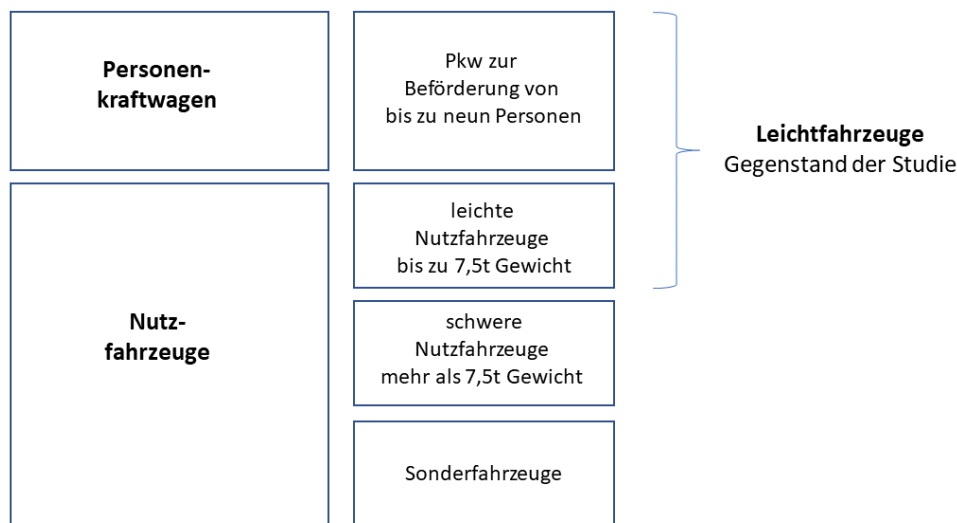 Personen-
kraftwagen
Pkw zur
Beförderung von
bis zu neun Personen
Leichtfahrzeuge
Gegenstand der Studie
leichte
Nutzfahrzeuge
bis zu 7,5t Gewicht
Nutz-
fahrzeuge
schwere
Nutzfahrzeuge
mehr als 7,5t Gewicht
Sonderfahrzeuge